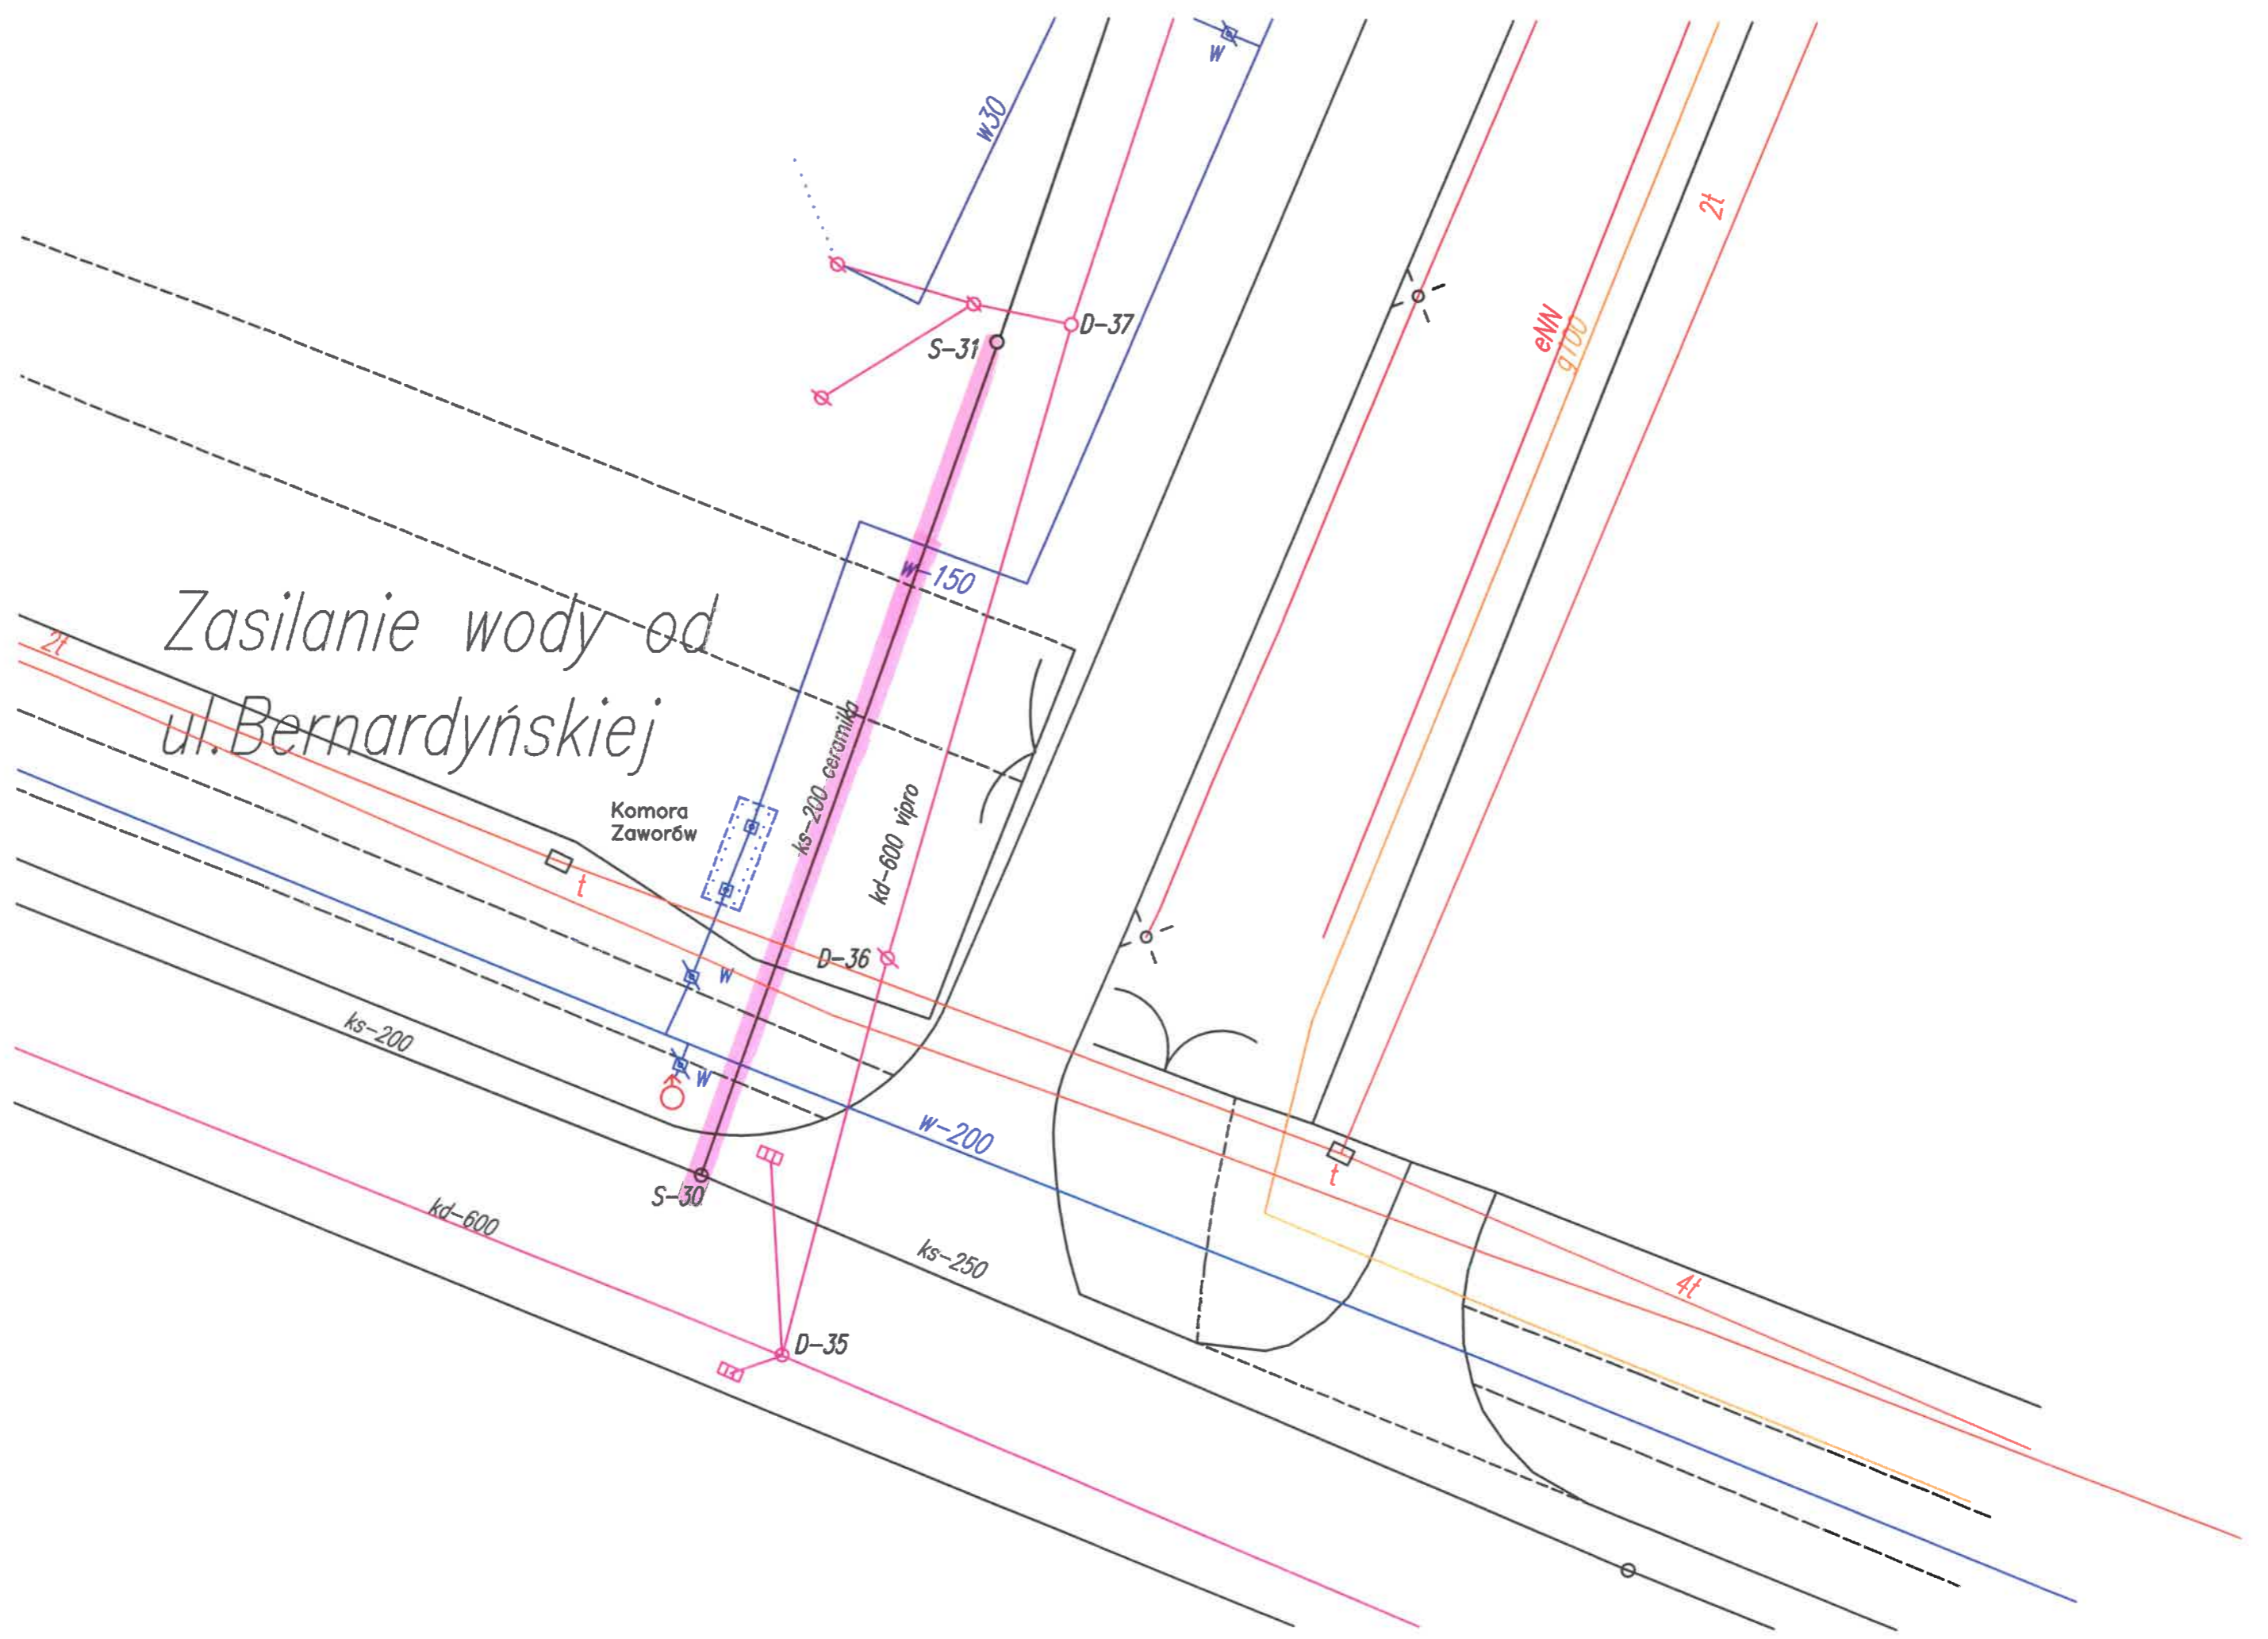 w
w30
2t
eNN
g100
D-37
S-31
w-150
Zasilanie wody od
ul.Bernardyńskiej
2t
Komora
Zaworów
ks-200 ceramika
kd-600 vipro
t
D-36
w
ks-200
w
w-200
S-30
kd-600
ks-250
t
4t
D-35